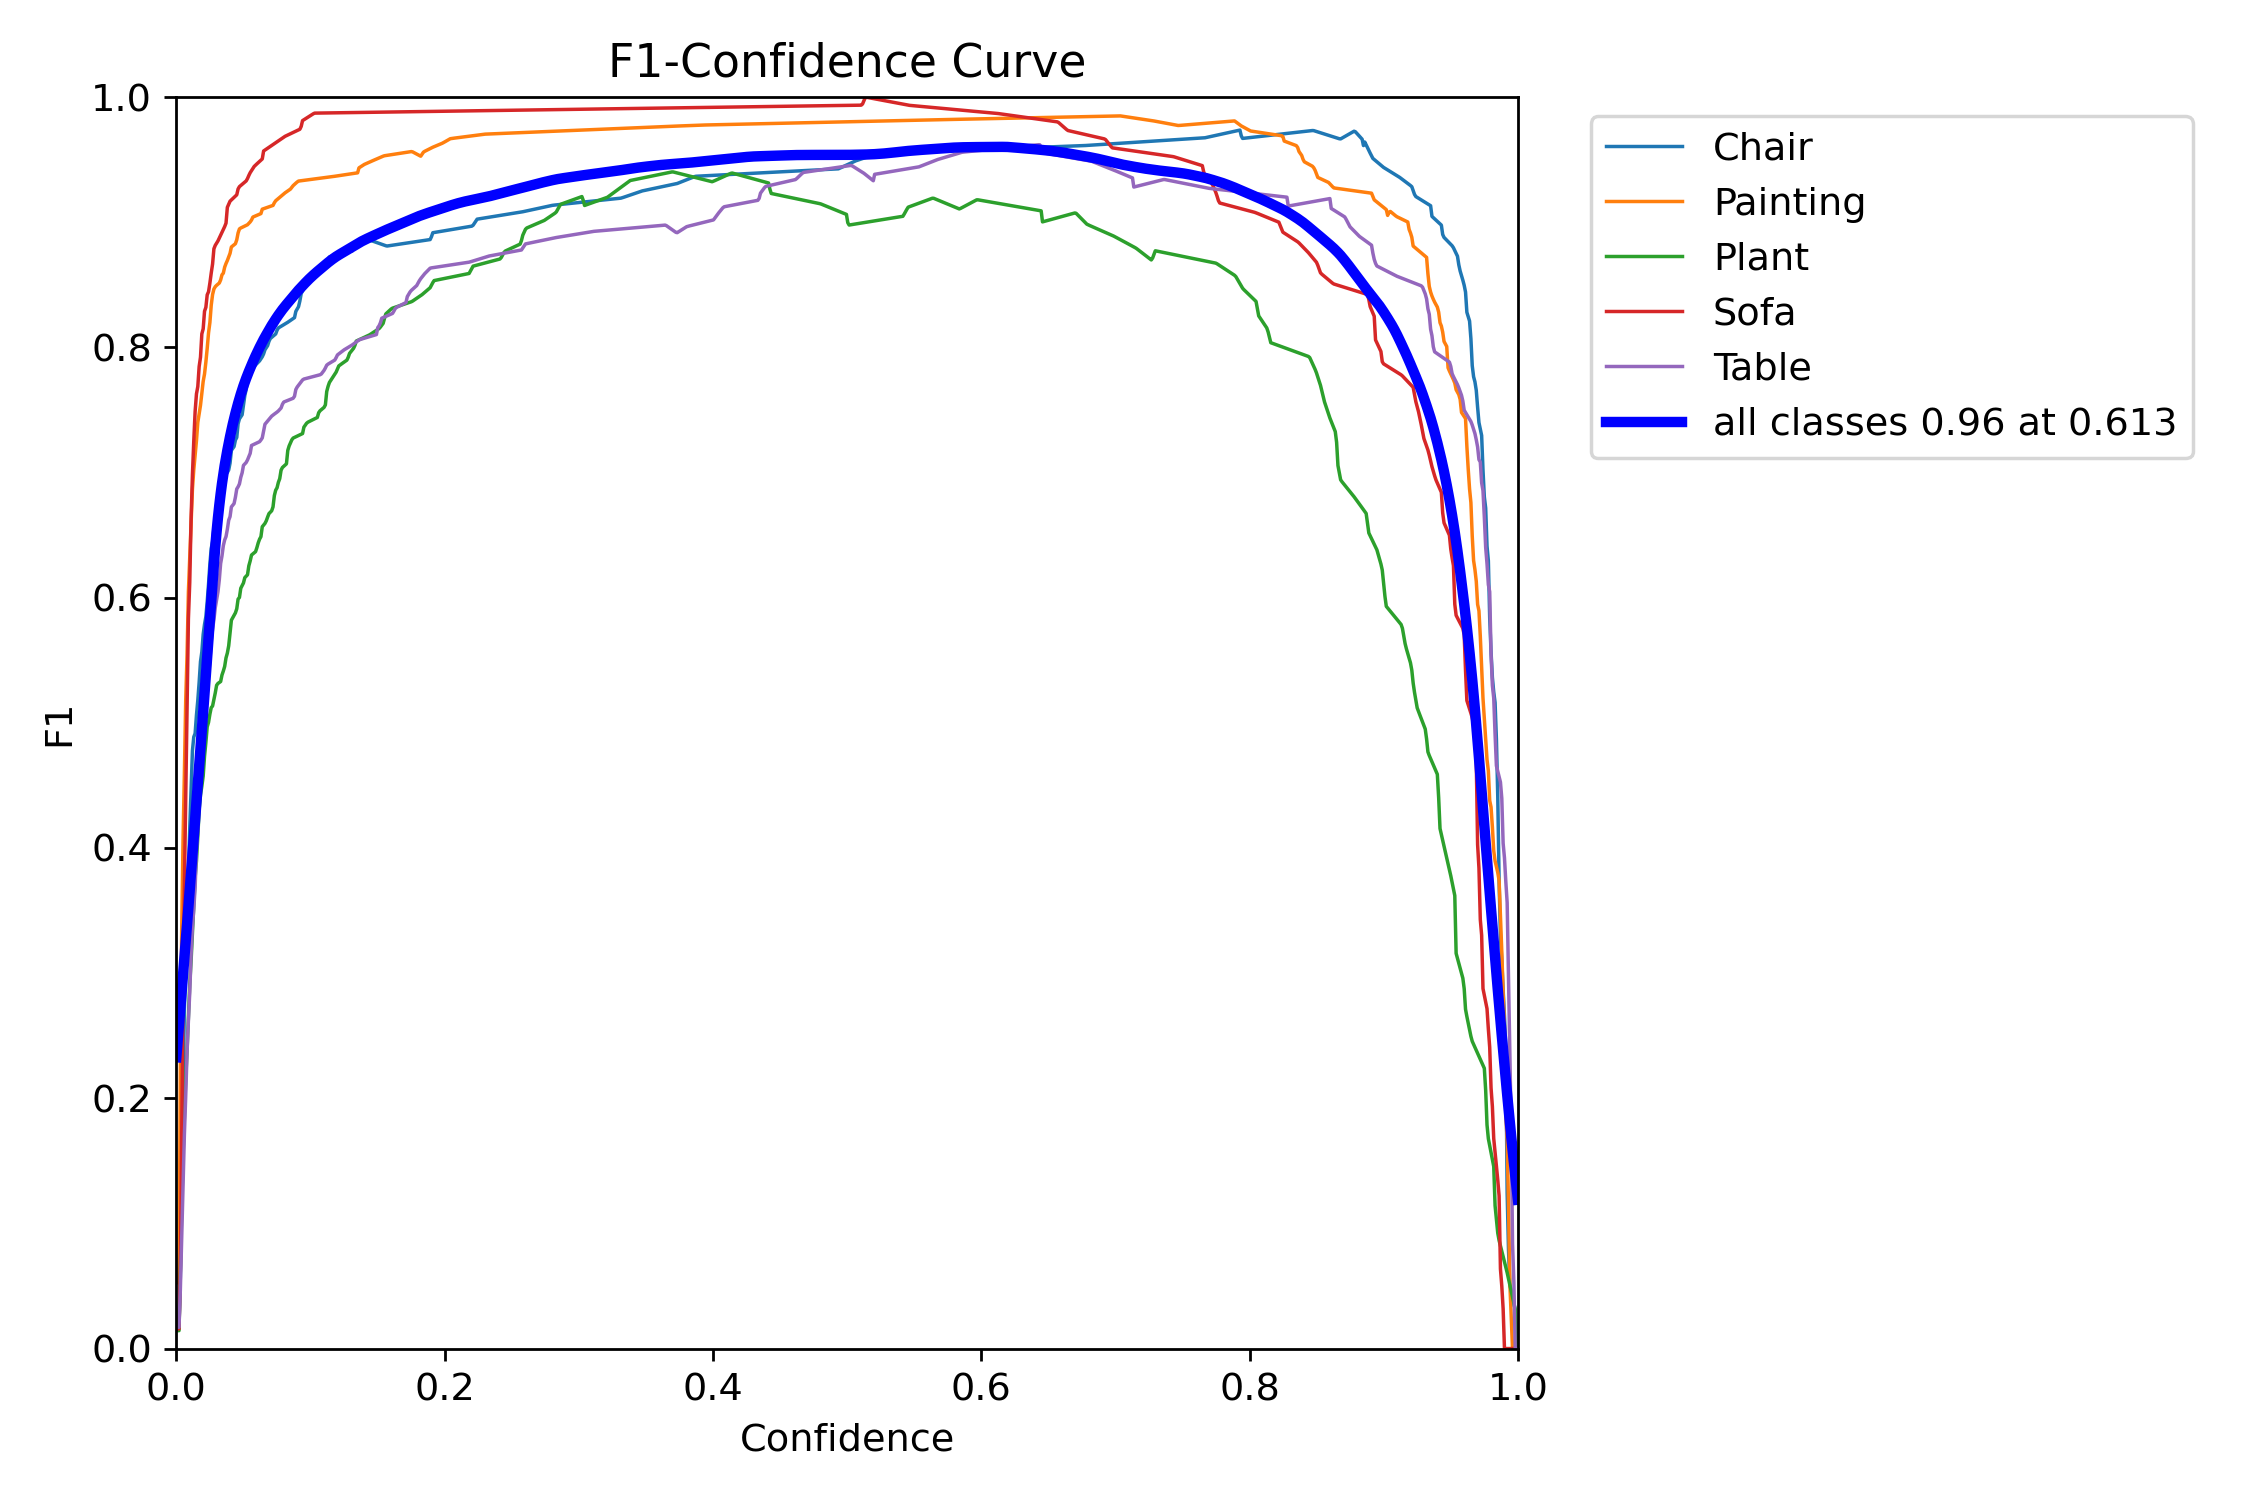 F1-Confidence Curve
1.0
0.8
0.6
0.4
0.2
0.0
F1
0.0 0.2 0.4 0.6 0.8 1.0
Confidence
Chair
Painting
Plant
Sofa
Table
all classes 0.96 at 0.613